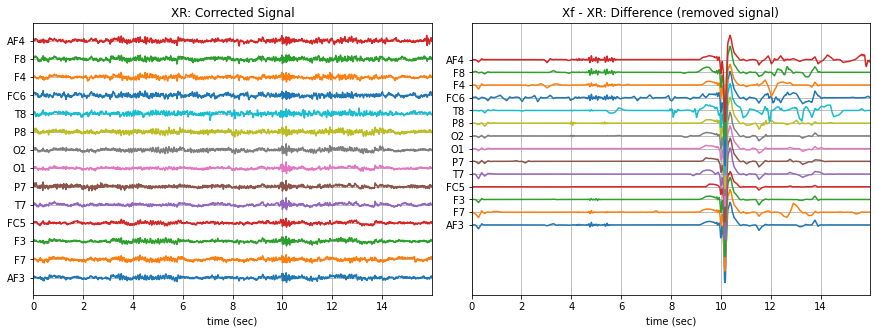 XR: Corrected Signal
AF4
F8
F4
FC6
T8
P8
O2
O1
P7
T7
FC5
F3
F7
AF3
0 2 4 6 8 10 12 14
time (sec)
Xf - XR: Difference (removed signal)
AF4
F8
F4
FC6
T8
P8
O2
O1
P7
T7
FC5
F3
F7
AF3
0 2 4 6 8 10 12 14
time (sec)